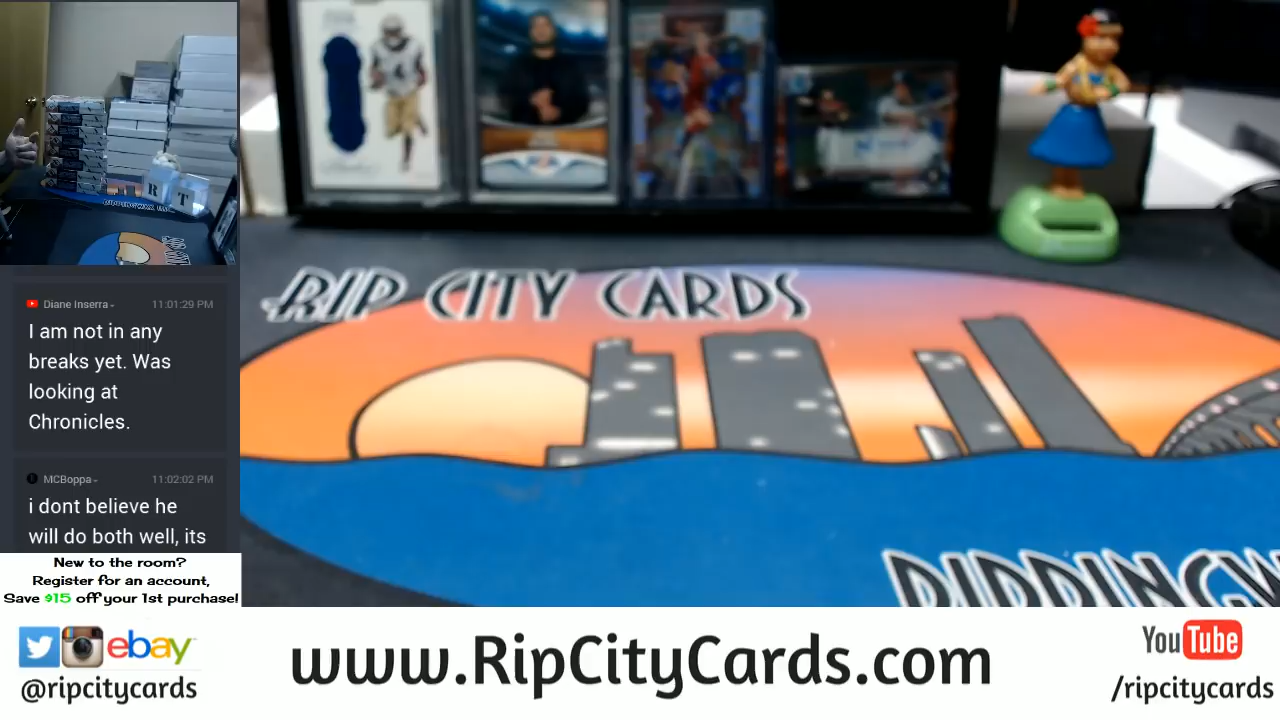 Diane Inserra
11:01:29 PM
I am not in any
breaks yet. Was
looking at
Chronicles.
MCBoppa
11:02:02 PM
i dont believe he
will do both well, its
New to the room?
Register for an account,
Save $15 off your 1st purchase!
R
T
RIP CITY CARDS
ebay
@ripcitycards
www.RipCityCards.com
YouTube
/ripcitycards